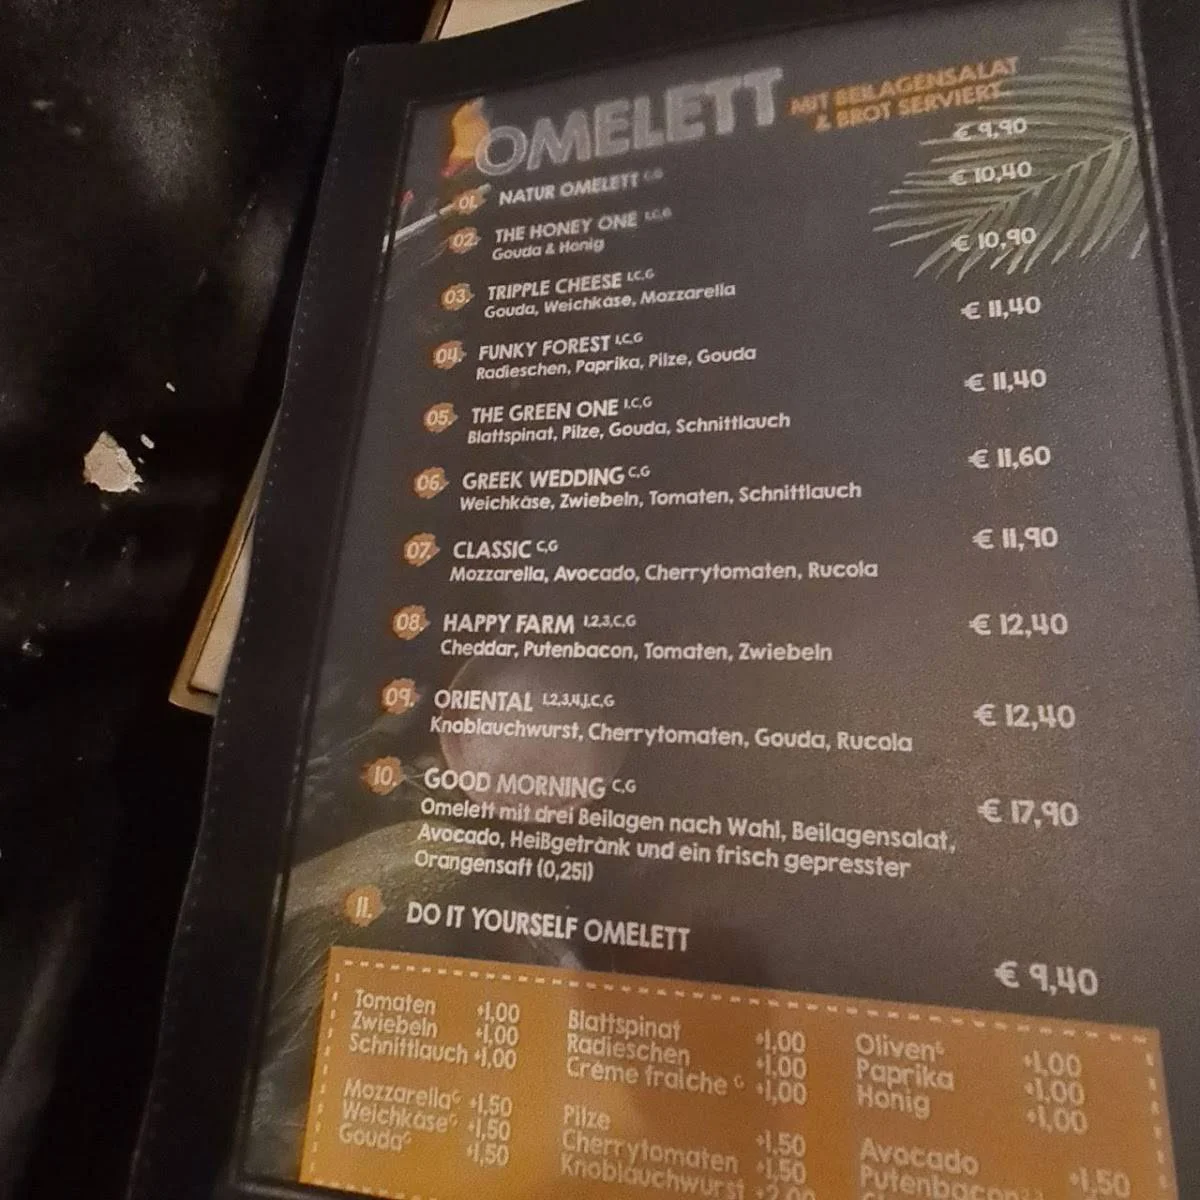 OMELETT MIT BEILAGENSALAT
& BROT SERVIERT
01. NATUR OMELETT C,G € 9,90
02. THE HONEY ONE 1,C,G € 10,40
Gouda & Honig
03. TRIPPLE CHEESE 1,C,G € 10,90
Gouda, Weichkäse, Mozzarella
04. FUNKY FOREST 1,C,G € 11,40
Radieschen, Paprika, Pilze, Gouda
05. THE GREEN ONE 1,C,G € 11,40
Blattspinat, Pilze, Gouda, Schnittlauch
06. GREEK WEDDING C,G € 11,60
Weichkäse, Zwiebeln, Tomaten, Schnittlauch
07. CLASSIC C,G € 11,90
Mozzarella, Avocado, Cherrytomaten, Rucola
08. HAPPY FARM 1,2,3,C,G € 12,40
Cheddar, Putenbacon, Tomaten, Zwiebeln
09. ORIENTAL 1,2,3,4,J,C,G € 12,40
Knoblauchwurst, Cherrytomaten, Gouda, Rucola
10. GOOD MORNING C,G € 17,90
Omelett mit drei Beilagen nach Wahl, Beilagensalat,
Avocado, Heißgetränk und ein frisch gepresster
Orangensaft (0,25l)
11. DO IT YOURSELF OMELETT € 9,40
Tomaten +1,00
Zwiebeln +1,00
Schnittlauch +1,00
Mozzarella G +1,50
Weichkäse G +1,50
Gouda G +1,50
Blattspinat +1,00
Radieschen +1,00
Crème fraiche G +1,00
Pilze +1,50
Cherrytomaten +1,50
Knoblauchwurst +2,00
Oliven 6 +1,00
Paprika +1,00
Honig +1,00
Avocado +1,50
Putenbacon